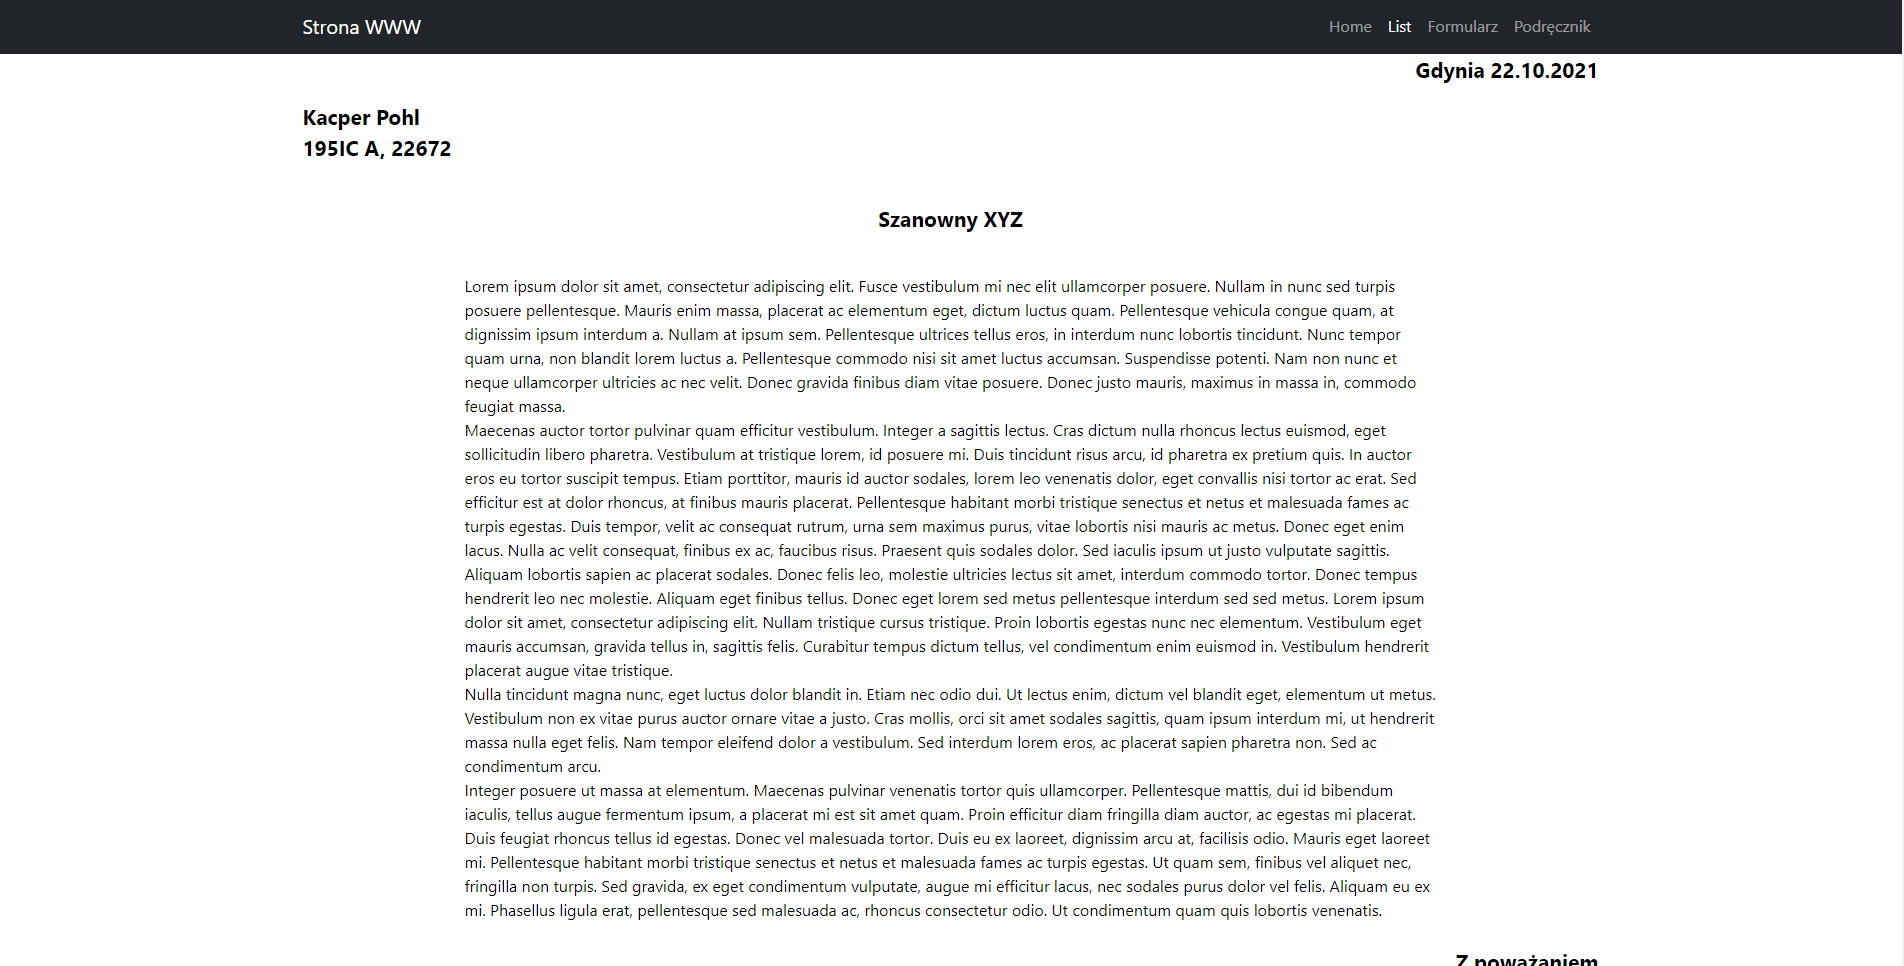 Strona WWW
Home List Formularz Podręcznik
Gdynia 22.10.2021
Kacper Pohl
195IC A, 22672
Szanowny XYZ
Lorem ipsum dolor sit amet, consectetur adipiscing elit. Fusce vestibulum mi nec elit ullamcorper posuere. Nullam in nunc sed turpis
posuere pellentesque. Mauris enim massa, placerat ac elementum eget, dictum luctus quam. Pellentesque vehicula congue quam, at
dignissim ipsum interdum a. Nullam at ipsum sem. Pellentesque ultrices tellus eros, in interdum nunc lobortis tincidunt. Nunc tempor
quam urna, non blandit lorem luctus a. Pellentesque commodo nisi sit amet luctus accumsan. Suspendisse potenti. Nam non nunc et
neque ullamcorper ultricies ac nec velit. Donec gravida finibus diam vitae posuere. Donec justo mauris, maximus in massa in, commodo
feugiat massa.
Maecenas auctor tortor pulvinar quam efficitur vestibulum. Integer a sagittis lectus. Cras dictum nulla rhoncus lectus euismod, eget
sollicitudin libero pharetra. Vestibulum at tristique lorem, id posuere mi. Duis tincidunt risus arcu, id pharetra ex pretium quis. In auctor
eros eu tortor suscipit tempus. Etiam porttitor, mauris id auctor sodales, lorem leo venenatis dolor, eget convallis nisi tortor ac erat. Sed
efficitur est at dolor rhoncus, at finibus mauris placerat. Pellentesque habitant morbi tristique senectus et netus et malesuada fames ac
turpis egestas. Duis tempor, velit ac consequat rutrum, urna sem maximus purus, vitae lobortis nisi mauris ac metus. Donec eget enim
lacus. Nulla ac velit consequat, finibus ex ac, faucibus risus. Praesent quis sodales dolor. Sed iaculis ipsum ut justo vulputate sagittis.
Aliquam lobortis sapien ac placerat sodales. Donec felis leo, molestie ultricies lectus sit amet, interdum commodo tortor. Donec tempus
hendrerit leo nec molestie. Aliquam eget finibus tellus. Donec eget lorem sed metus pellentesque interdum sed sed metus. Lorem ipsum
dolor sit amet, consectetur adipiscing elit. Nullam tristique cursus tristique. Proin lobortis egestas nunc nec elementum. Vestibulum eget
mauris accumsan, gravida tellus in, sagittis felis. Curabitur tempus dictum tellus, vel condimentum enim euismod in. Vestibulum hendrerit
placerat augue vitae tristique.
Nulla tincidunt magna nunc, eget luctus dolor blandit in. Etiam nec odio dui. Ut lectus enim, dictum vel blandit eget, elementum ut metus.
Vestibulum non ex vitae purus auctor ornare vitae a justo. Cras mollis, orci sit amet sodales sagittis, quam ipsum interdum mi, ut hendrerit
massa nulla eget felis. Nam tempor eleifend dolor a vestibulum. Sed interdum lorem eros, ac placerat sapien pharetra non. Sed ac
condimentum arcu.
Integer posuere ut massa at elementum. Maecenas pulvinar venenatis tortor quis ullamcorper. Pellentesque mattis, dui id bibendum
iaculis, tellus augue fermentum ipsum, a placerat mi est sit amet quam. Proin efficitur diam fringilla diam auctor, ac egestas mi placerat.
Duis feugiat rhoncus tellus id egestas. Donec vel malesuada tortor. Duis eu ex laoreet, dignissim arcu at, facilisis odio. Mauris eget laoreet
mi. Pellentesque habitant morbi tristique senectus et netus et malesuada fames ac turpis egestas. Ut quam sem, finibus vel aliquet nec,
fringilla non turpis. Sed gravida, ex eget condimentum vulputate, augue mi efficitur lacus, nec sodales purus dolor vel felis. Aliquam eu ex
mi. Phasellus ligula erat, pellentesque sed malesuada ac, rhoncus consectetur odio. Ut condimentum quam quis lobortis venenatis.
Z poważaniem